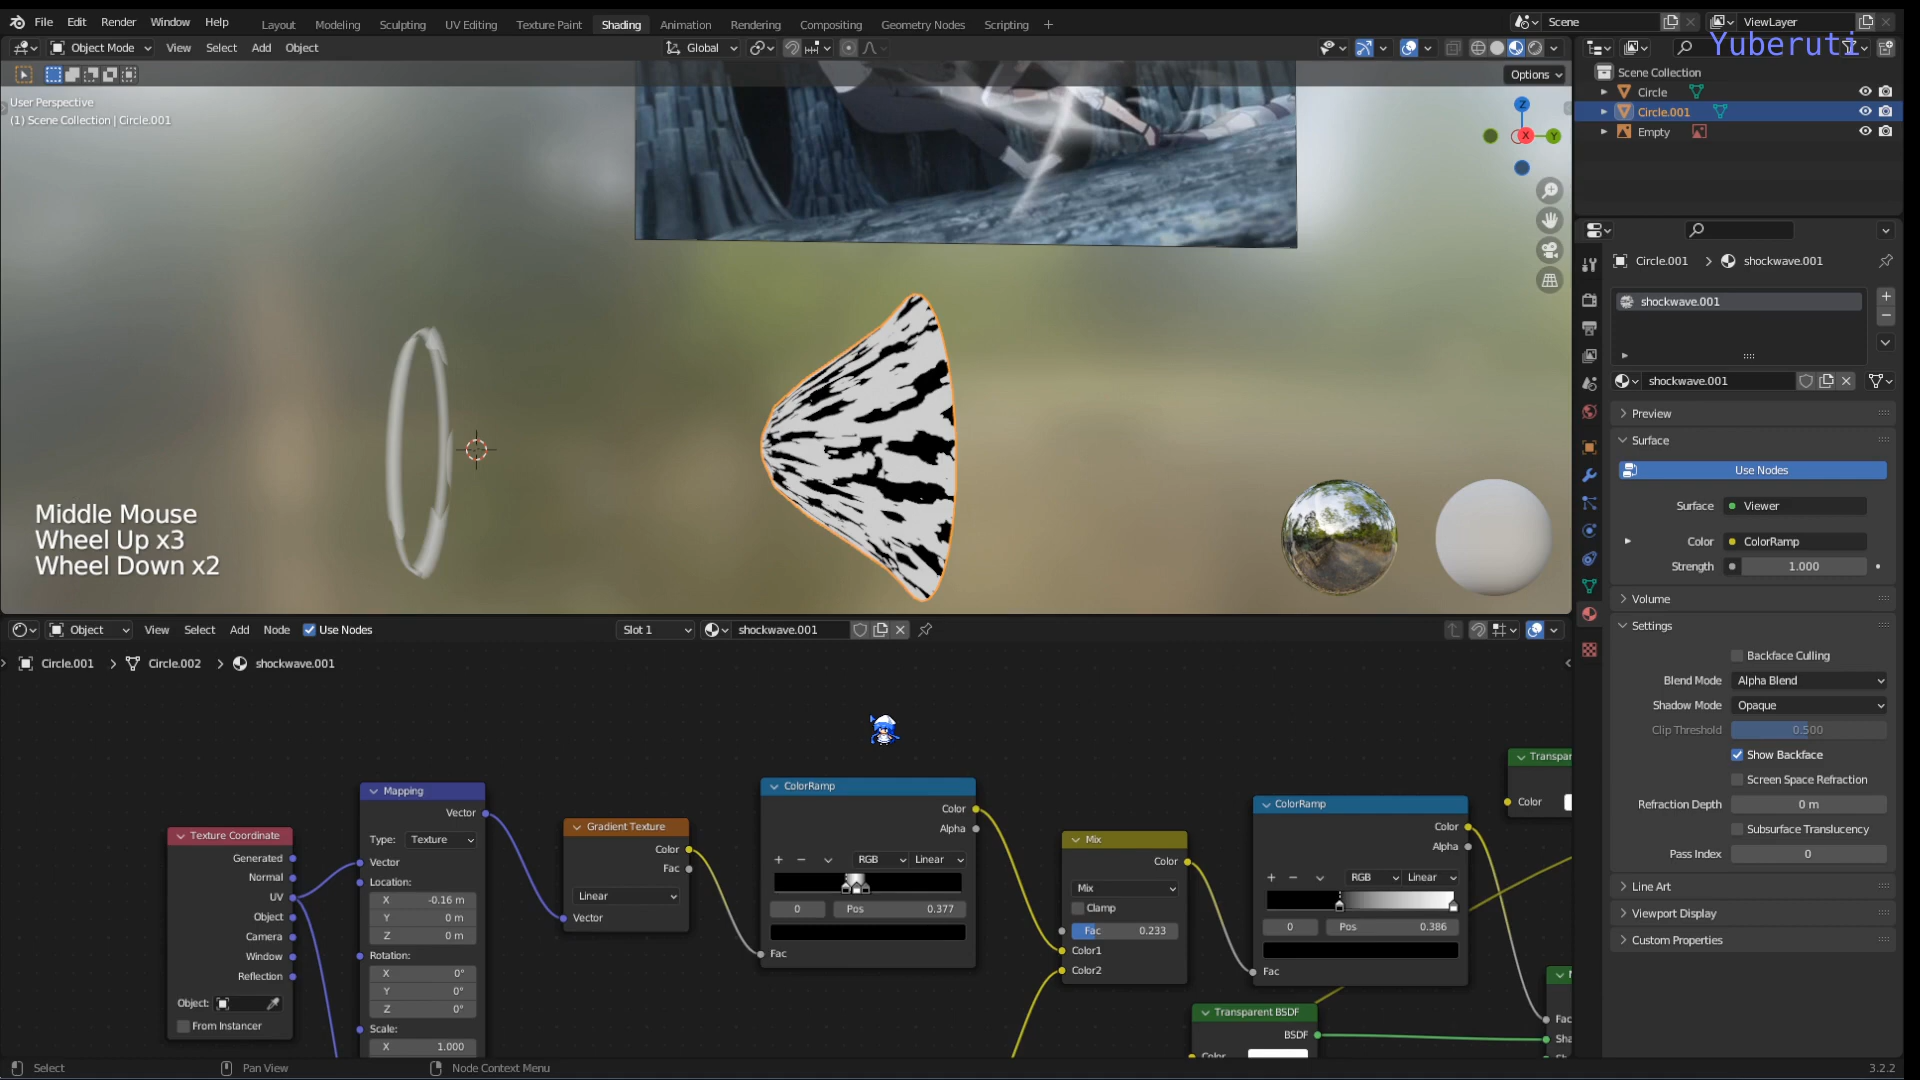 File Edit Render Window Help
Layout Modeling Sculpting UV Editing Texture Paint Shading Animation Rendering Compositing Geometry Nodes Scripting +
Scene
ViewLayer
Yuberuti
Object Mode View Select Add Object
Global
Options
User Perspective
(1) Scene Collection | Circle.001
Z
X
Y
Middle Mouse
Wheel Up x3
Wheel Down x2
Scene Collection
Circle
Circle.001
Empty
Circle.001 > shockwave.001
shockwave.001
shockwave.001
Preview
Surface
Use Nodes
Surface Viewer
Color ColorRamp
Strength 1.000
Volume
Settings
Backface Culling
Blend Mode Alpha Blend
Shadow Mode Opaque
Clip Threshold 0.500
Show Backface
Screen Space Refraction
Refraction Depth 0 m
Subsurface Translucency
Pass Index 0
Line Art
Viewport Display
Custom Properties
Object View Select Add Node Use Nodes
Slot 1
shockwave.001
Circle.001 > Circle.002 > shockwave.001
Texture Coordinate
Generated
Normal
UV
Object
Camera
Window
Reflection
Object:
From Instancer
Mapping
Vector
Type: Texture
Vector
Location:
X -0.16 m
Y 0 m
Z 0 m
Rotation:
X 0°
Y 0°
Z 0°
Scale:
X 1.000
Gradient Texture
Color
Fac
Linear
Vector
ColorRamp
Color
Alpha
RGB Linear
0 Pos 0.377
Fac
Mix
Color
Mix
Clamp
Fac 0.233
Color1
Color2
ColorRamp
Color
Alpha
RGB Linear
0 Pos 0.386
Fac
Transparent BSDF
BSDF
Color
Transpar
Color
Fac
Sha
Select
Pan View
Node Context Menu
3.2.2